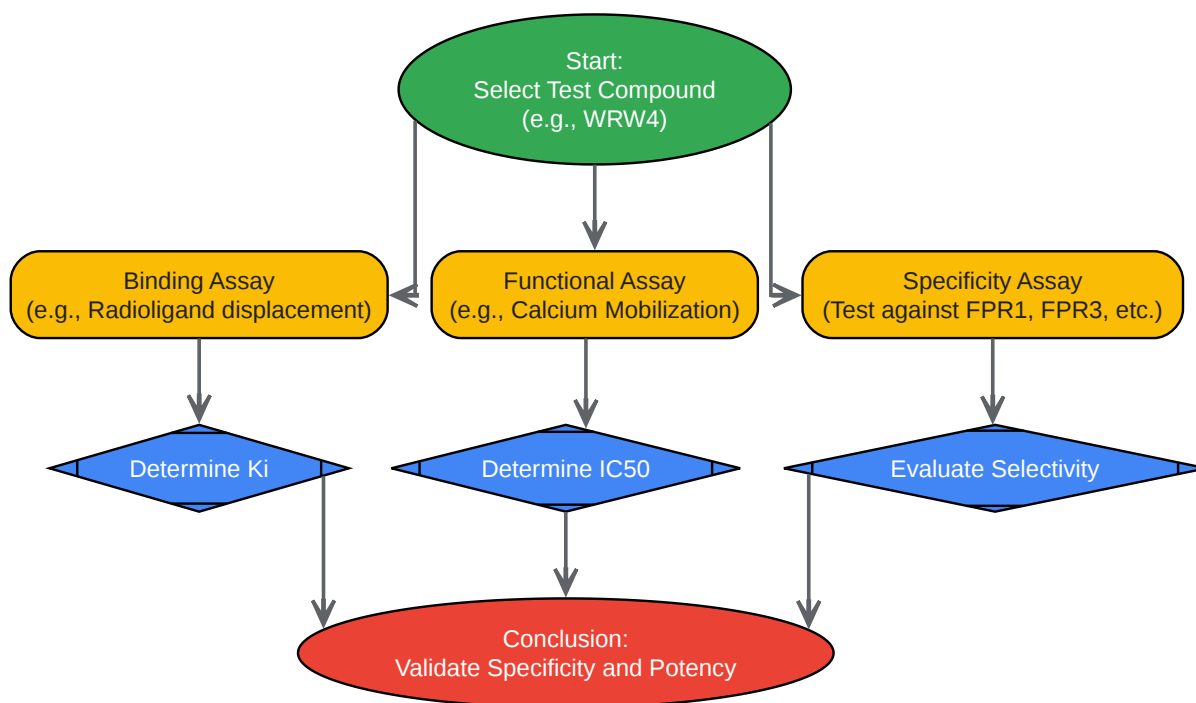 Start:
Select Test Compound
(e.g., WRW4)
Binding Assay
(e.g., Radioligand displacement)
Functional Assay
(e.g., Calcium Mobilization)
Specificity Assay
(Test against FPR1, FPR3, etc.)
Determine Ki
Determine IC50
Evaluate Selectivity
Conclusion:
Validate Specificity and Potency